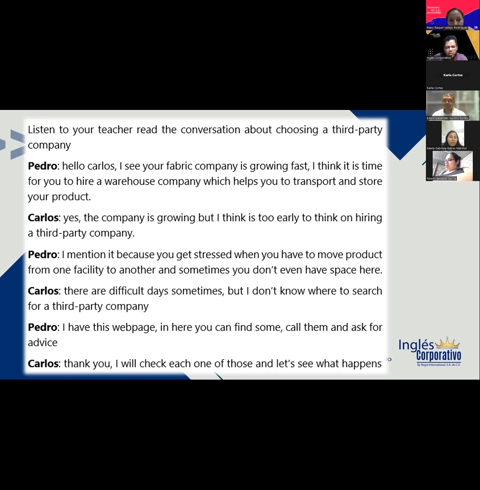 Listen to your teacher read the conversation about choosing a third-party
company
Pedro: hello carlos, I see your fabric company is growing fast, I think it is time
for you to hire a warehouse company which helps you to transport and store
your product.
Carlos: yes, the company is growing but I think is too early to think on hiring
a third-party company.
Pedro: I mention it because you get stressed when you have to move product
from one facility to another and sometimes you don't even have space here.
Carlos: there are difficult days sometimes, but I don't know where to search
for a third-party company
Pedro: I have this webpage, in here you can find some, call them and ask for
advice
Carlos: thank you, I will check each one of those and let's see what happens
Inglés
Corporativo
Karla Cortez